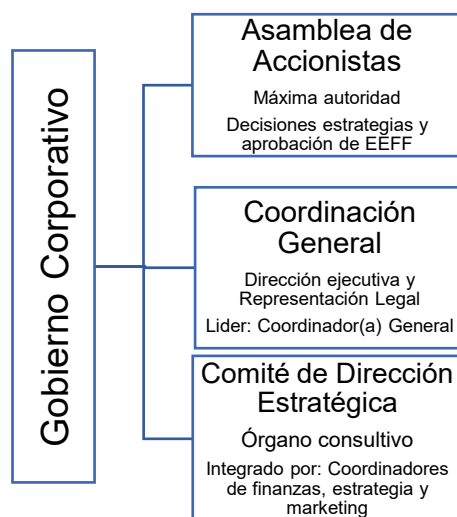 Gobierno Corporativo
Asamblea de
Accionistas
Máxima autoridad
Decisiones estrategias y
aprobación de EEFF
Coordinación
General
Dirección ejecutiva y
Representación Legal
Lider: Coordinador(a) General
Comité de Dirección
Estratégica
Órgano consultivo
Integrado por: Coordinadores
de finanzas, estrategia y
marketing